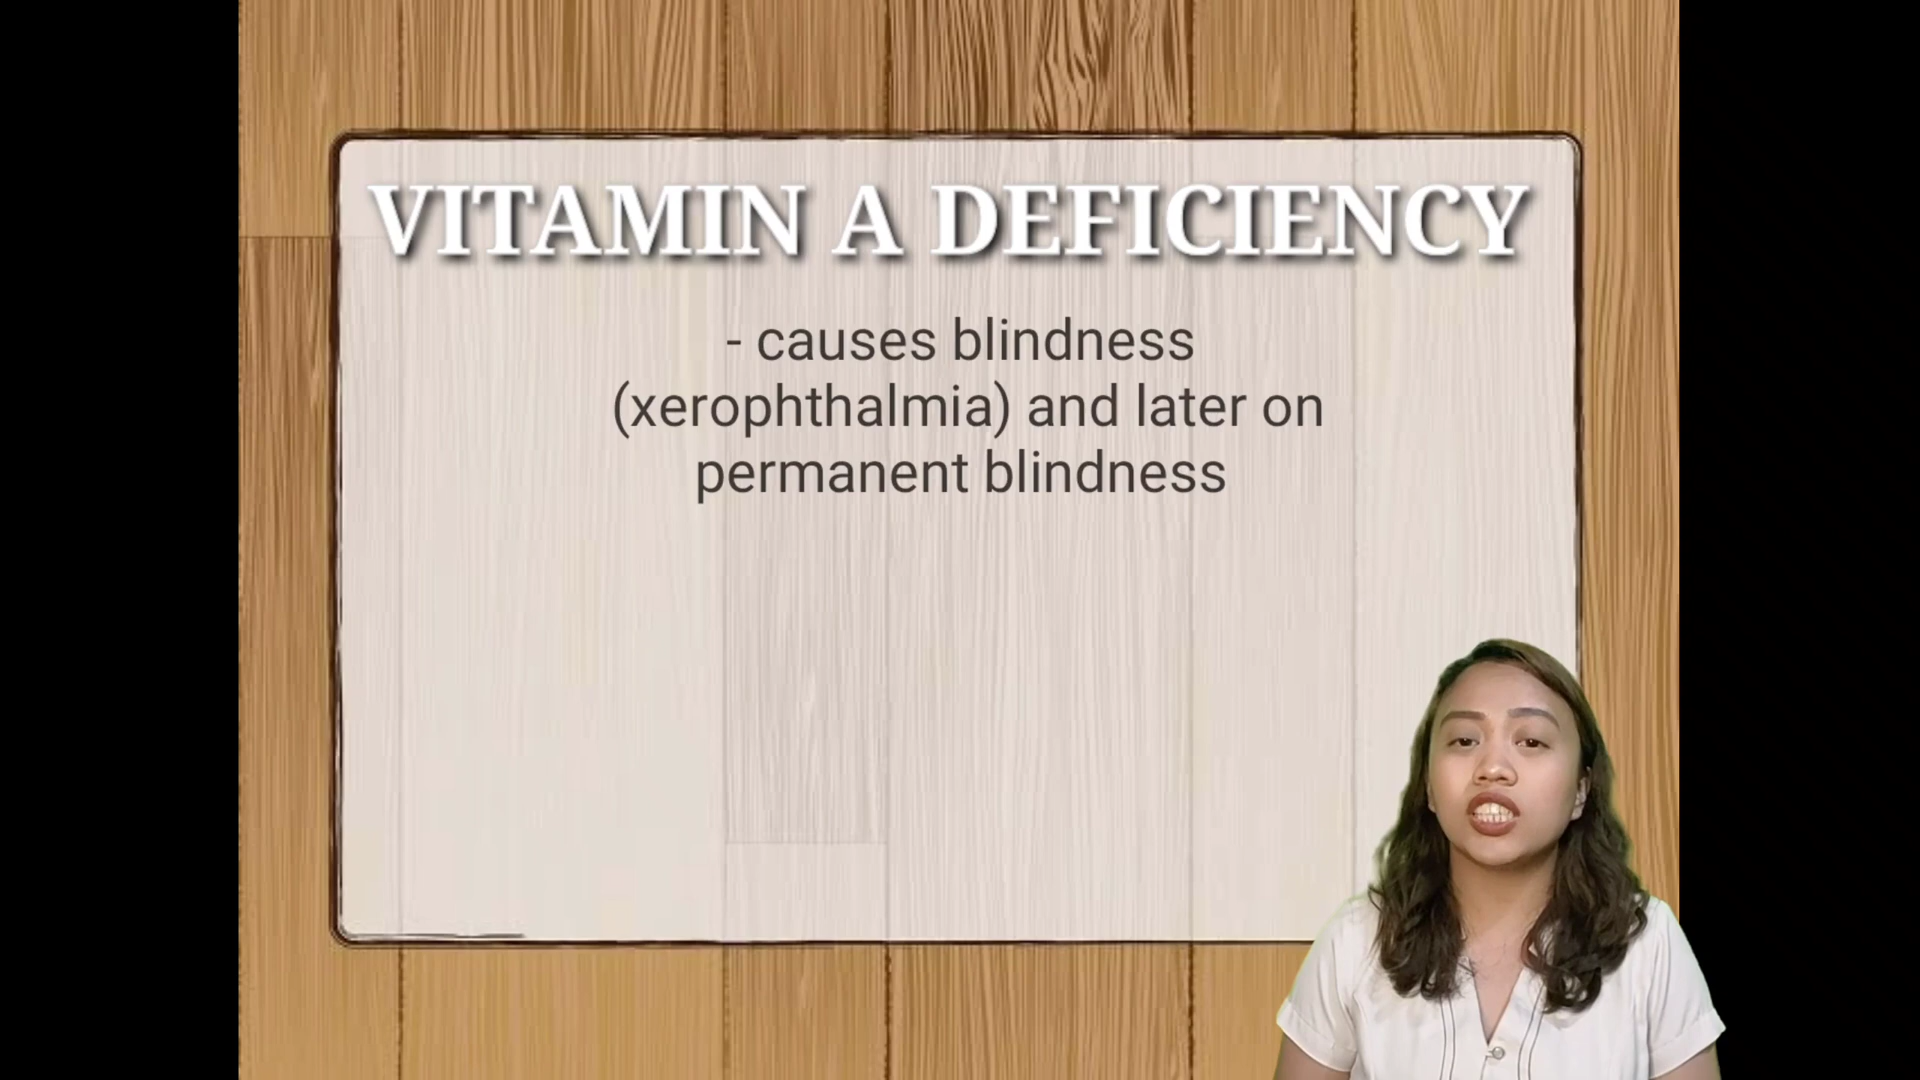 VITAMIN A DEFICIENCY
- causes blindness
(xerophthalmia) and later on
permanent blindness